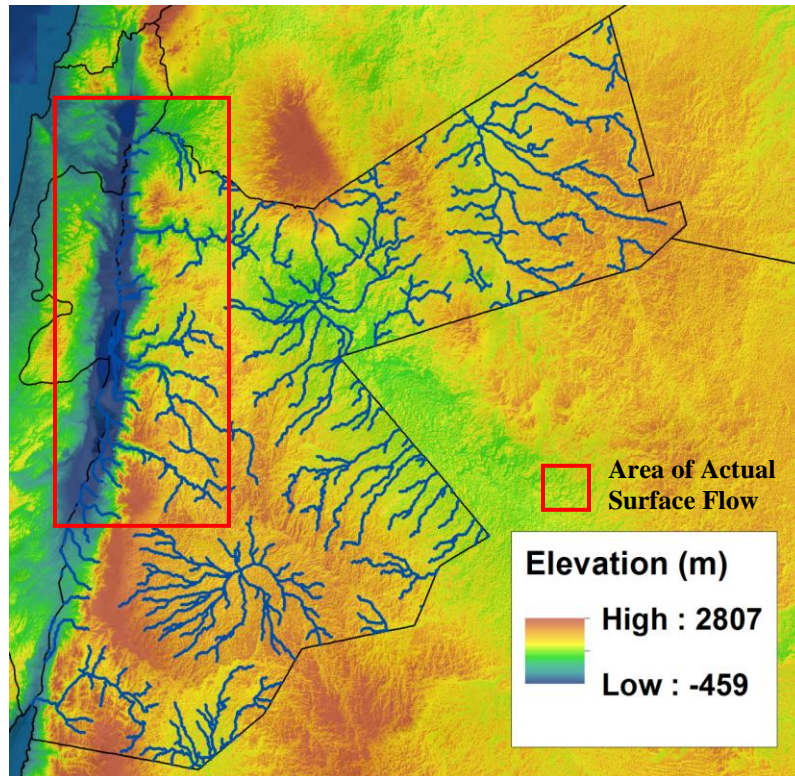 Area of Actual
Surface Flow
Elevation (m)
High : 2807
Low : -459